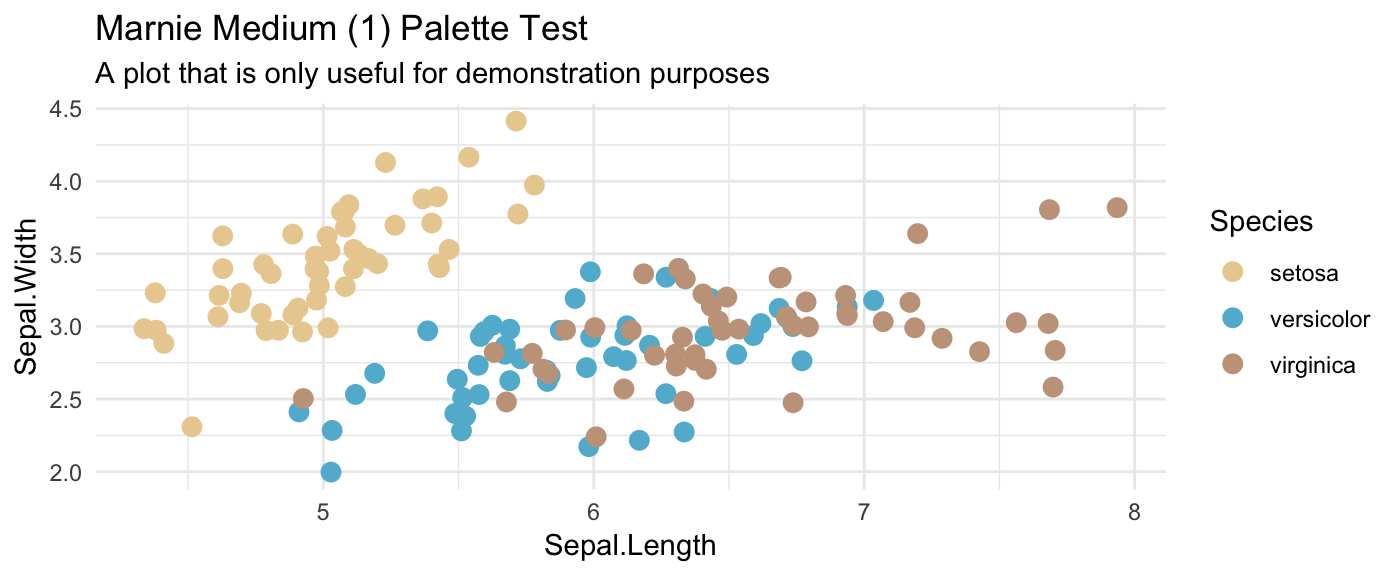 Marnie Medium (1) Palette Test
A plot that is only useful for demonstration purposes
4.5
4.0
3.5
3.0
2.5
2.0
Sepal.Width
5 6 7 8
Sepal.Length
Species
setosa
versicolor
virginica